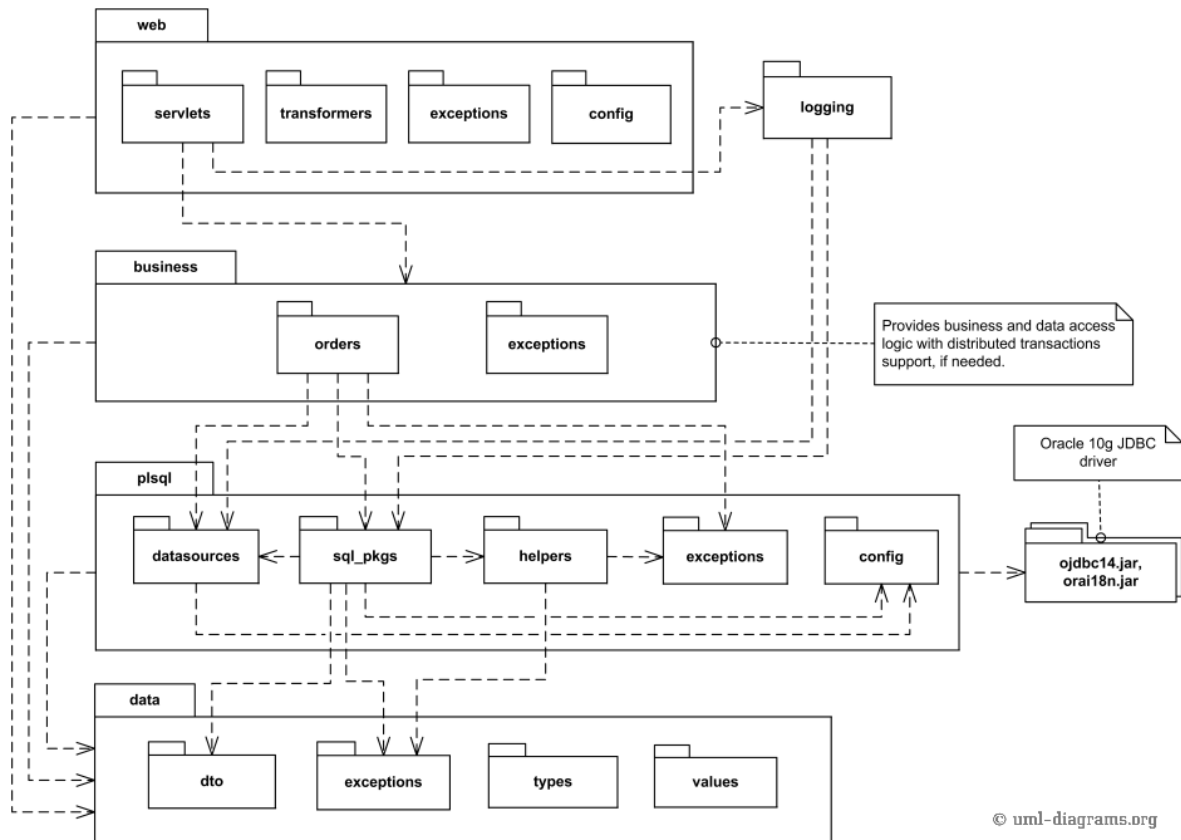 web
servlets
transformers
exceptions
config
logging
business
orders
exceptions
Provides business and data access
logic with distributed transactions
support, if needed.
Oracle 10g JDBC
driver
plsql
datasources
sql_pkgs
helpers
exceptions
config
ojdbc14.jar,
orai18n.jar
data
dto
exceptions
types
values
© uml-diagrams.org